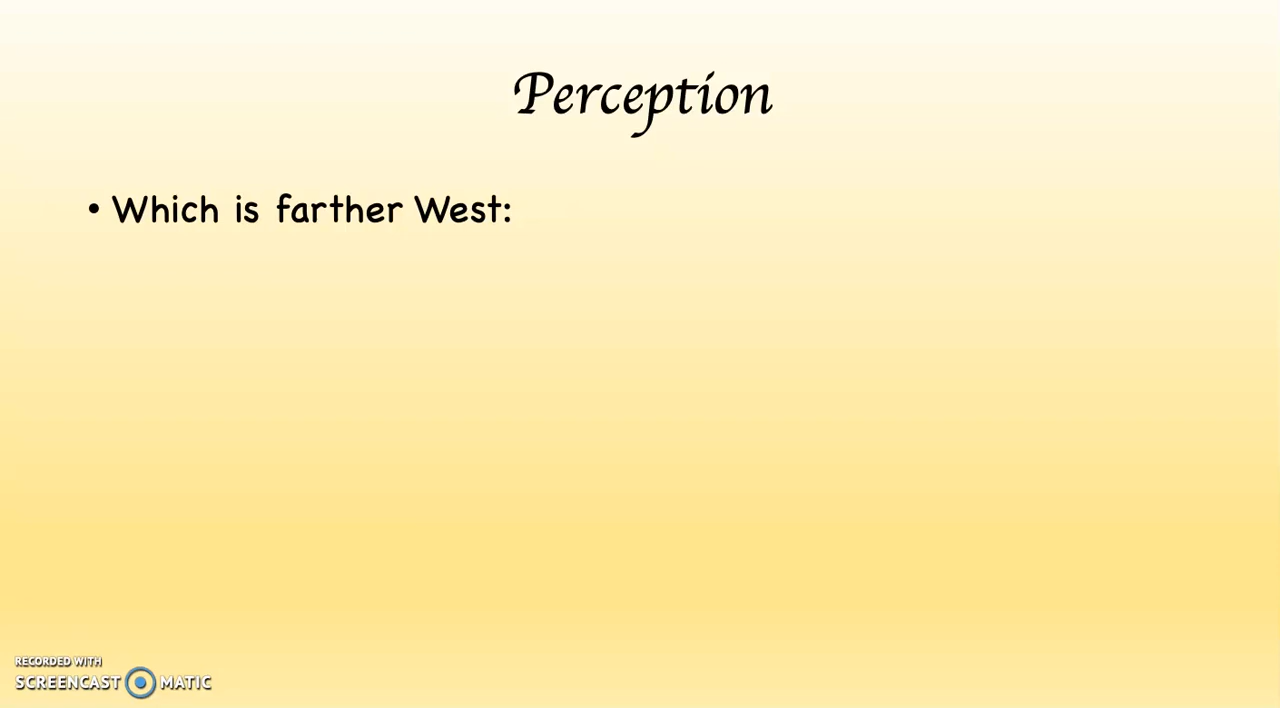 Perception
• Which is farther West:
RECORDED WITH
SCREENCAST MATIC